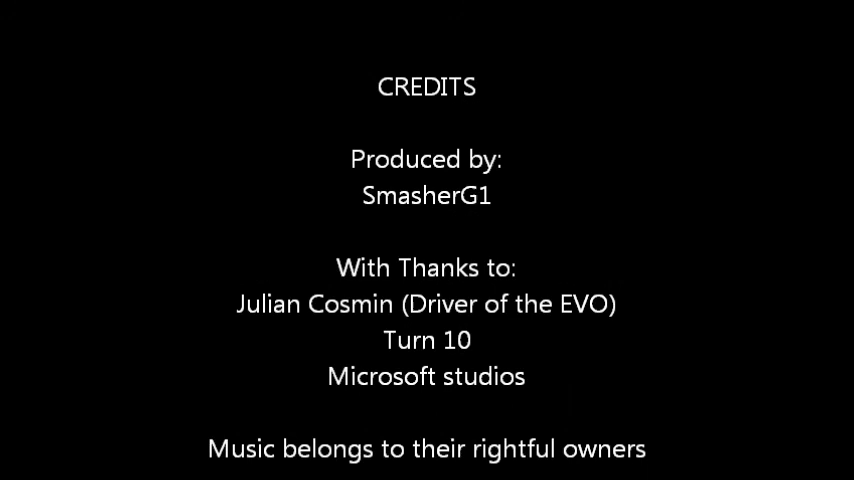 CREDITS
Produced by:
SmasherG1
With Thanks to:
Julian Cosmin (Driver of the EVO)
Turn 10
Microsoft studios
Music belongs to their rightful owners